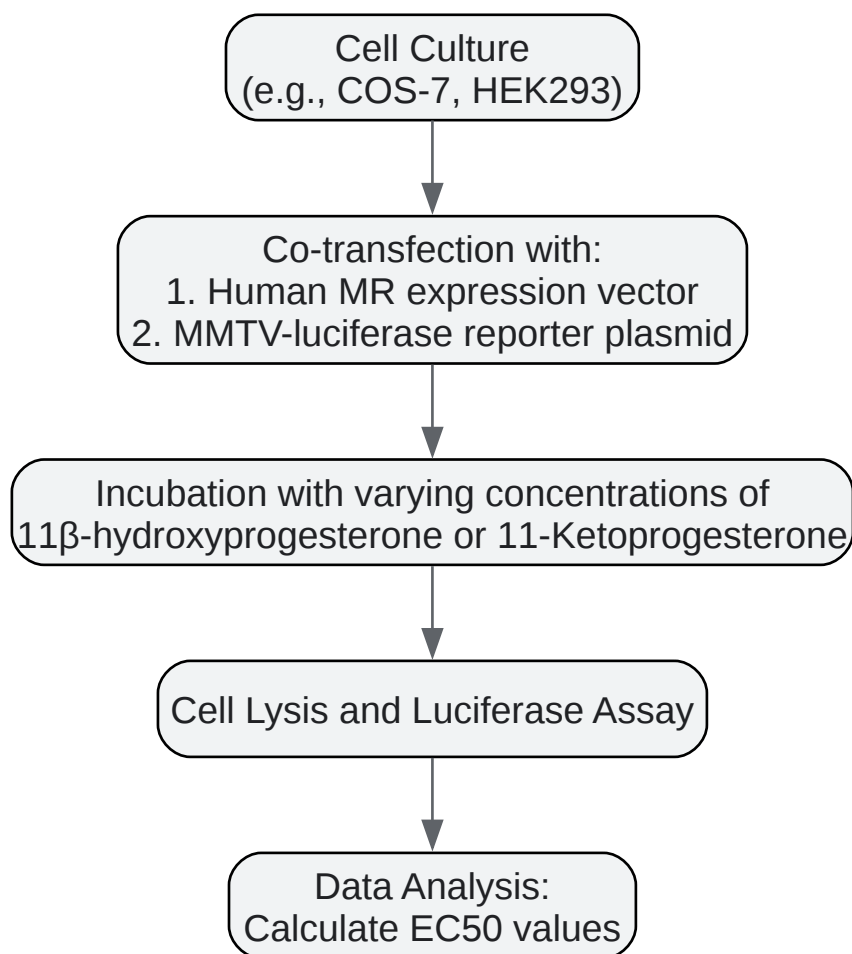 Cell Culture
(e.g., COS-7, HEK293)
Co-transfection with:
1. Human MR expression vector
2. MMTV-luciferase reporter plasmid
Incubation with varying concentrations of
11β-hydroxyprogesterone or 11-Ketoprogesterone
Cell Lysis and Luciferase Assay
Data Analysis:
Calculate EC50 values